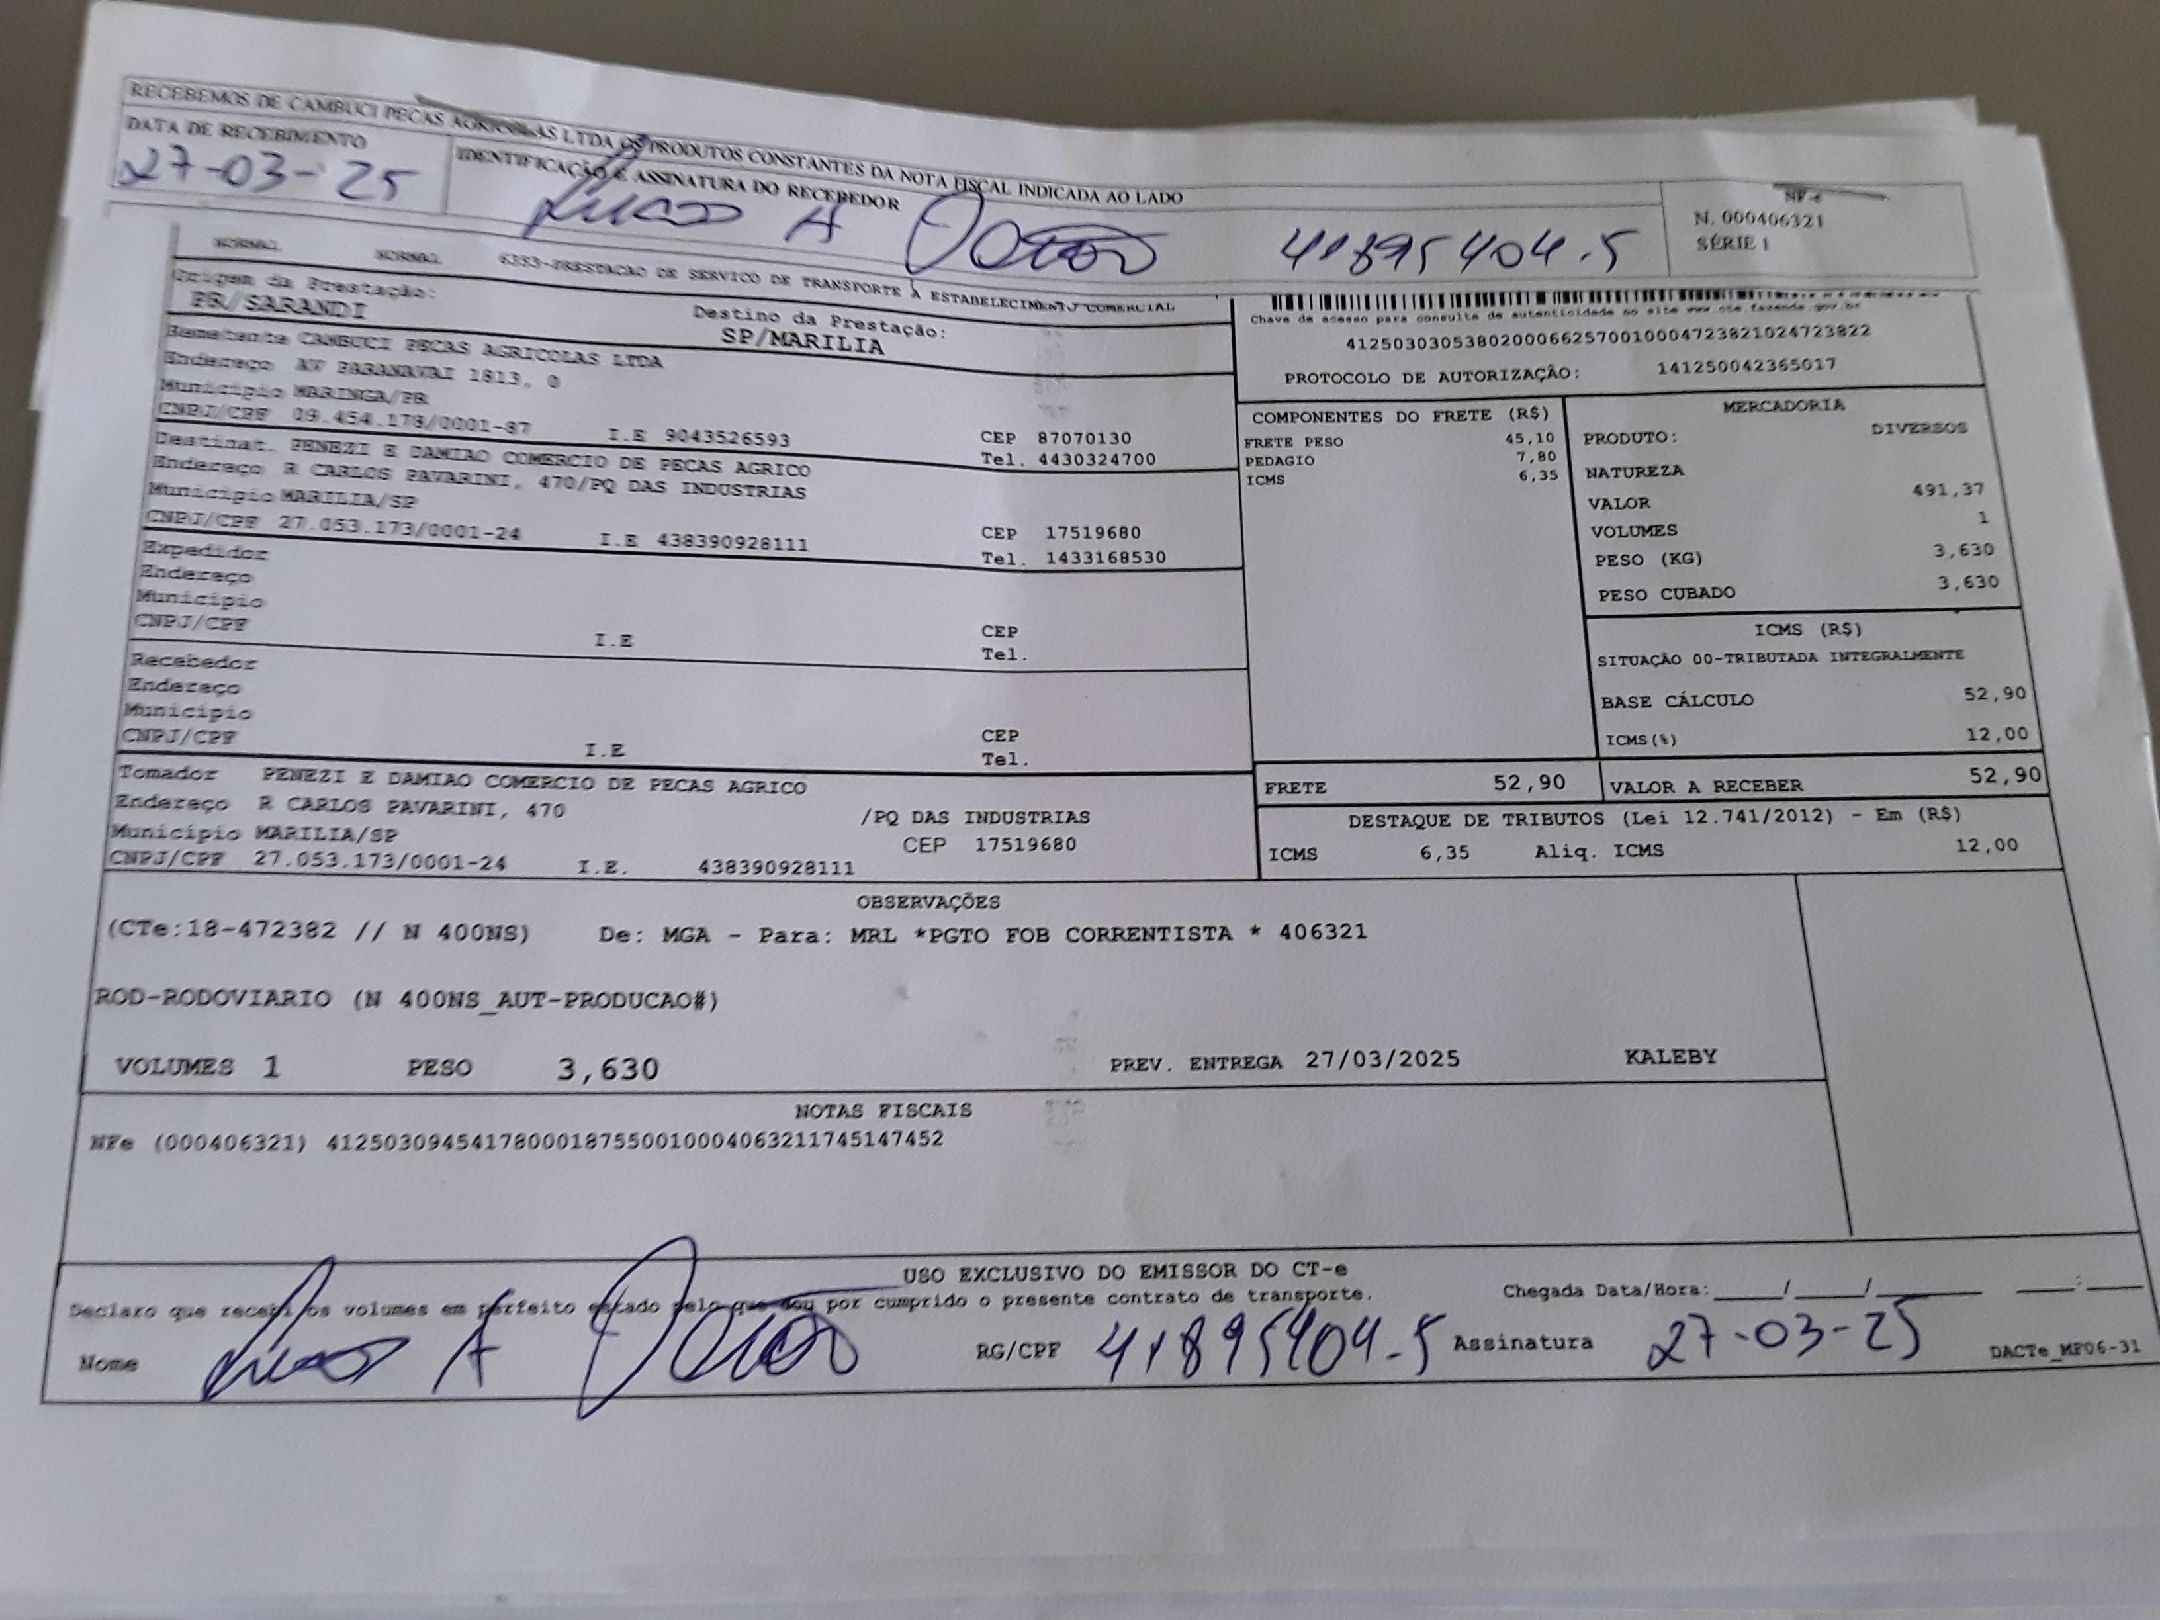 RECEBEMOS DE CAMBUCI PECAS AGRICOLAS LTDA OS PRODUTOS CONSTANTES DA NOTA FISCAL INDICADA AO LADO
DATA DE RECEBIMENTO
27-03-25
IDENTIFICAÇÃO E ASSINATURA DO RECEBEDOR
41895404-5
NF-e
N. 000406321
SÉRIE 1
NORMAL NORMAL 6353-PRESTACAO DE SERVICO DE TRANSPORTE A ESTABELECIMENTO COMERCIAL
Origem da Prestação:
PR/SARANDI
Destino da Prestação:
SP/MARILIA
Chave de acesso para consulta de autenticidade no site www.cte.fazenda.gov.br
41250303053802000662570010004723821024723822
PROTOCOLO DE AUTORIZAÇÃO: 141250042365017
Remetente CAMBUCI PECAS AGRICOLAS LTDA
Endereço AV PARANAVAI 1813, 0
Município MARINGA/PR
CNPJ/CPF 09.454.178/0001-87 I.E 9043526593
CEP 87070130
Tel. 4430324700
Destinat. PENEZI E DAMIAO COMERCIO DE PECAS AGRICO
Endereço R CARLOS PAVARINI, 470/PQ DAS INDUSTRIAS
Município MARILIA/SP
CNPJ/CPF 27.053.173/0001-24 I.E 438390928111
CEP 17519680
Tel. 1433168530
Expedidor
Endereço
Município
CNPJ/CPF I.E
CEP
Tel.
Recebedor
Endereço
Município
CNPJ/CPF I.E
CEP
Tel.
Tomador PENEZI E DAMIAO COMERCIO DE PECAS AGRICO
Endereço R CARLOS PAVARINI, 470 /PQ DAS INDUSTRIAS
Município MARILIA/SP CEP 17519680
CNPJ/CPF 27.053.173/0001-24 I.E. 438390928111
COMPONENTES DO FRETE (R$)
FRETE PESO 45,10
PEDAGIO 7,80
ICMS 6,35
MERCADORIA
PRODUTO: DIVERSOS
NATUREZA
VALOR 491,37
VOLUMES 1
PESO (KG) 3,630
PESO CUBADO 3,630
ICMS (R$)
SITUAÇÃO 00-TRIBUTADA INTEGRALMENTE
BASE CÁLCULO 52,90
ICMS(%) 12,00
FRETE 52,90
VALOR A RECEBER 52,90
DESTAQUE DE TRIBUTOS (Lei 12.741/2012) - Em (R$)
ICMS 6,35 Aliq. ICMS 12,00
OBSERVAÇÕES
(CTe:18-472382 // N 400NS) De: MGA - Para: MRL *PGTO FOB CORRENTISTA * 406321
ROD-RODOVIARIO (N 400NS_AUT-PRODUCAO#)
VOLUMES 1 PESO 3,630 PREV. ENTREGA 27/03/2025 KALEBY
NOTAS FISCAIS
NFe (000406321) 41250309454178000187550010004063211745147452
USO EXCLUSIVO DO EMISSOR DO CT-e
Declaro que recebi os volumes em perfeito estado pelo que dou por cumprido o presente contrato de transporte. Chegada Data/Hora: ____/____/______ ___:___
Nome RG/CPF 41895404-5 Assinatura 27-03-25 DACTe_MF06-31